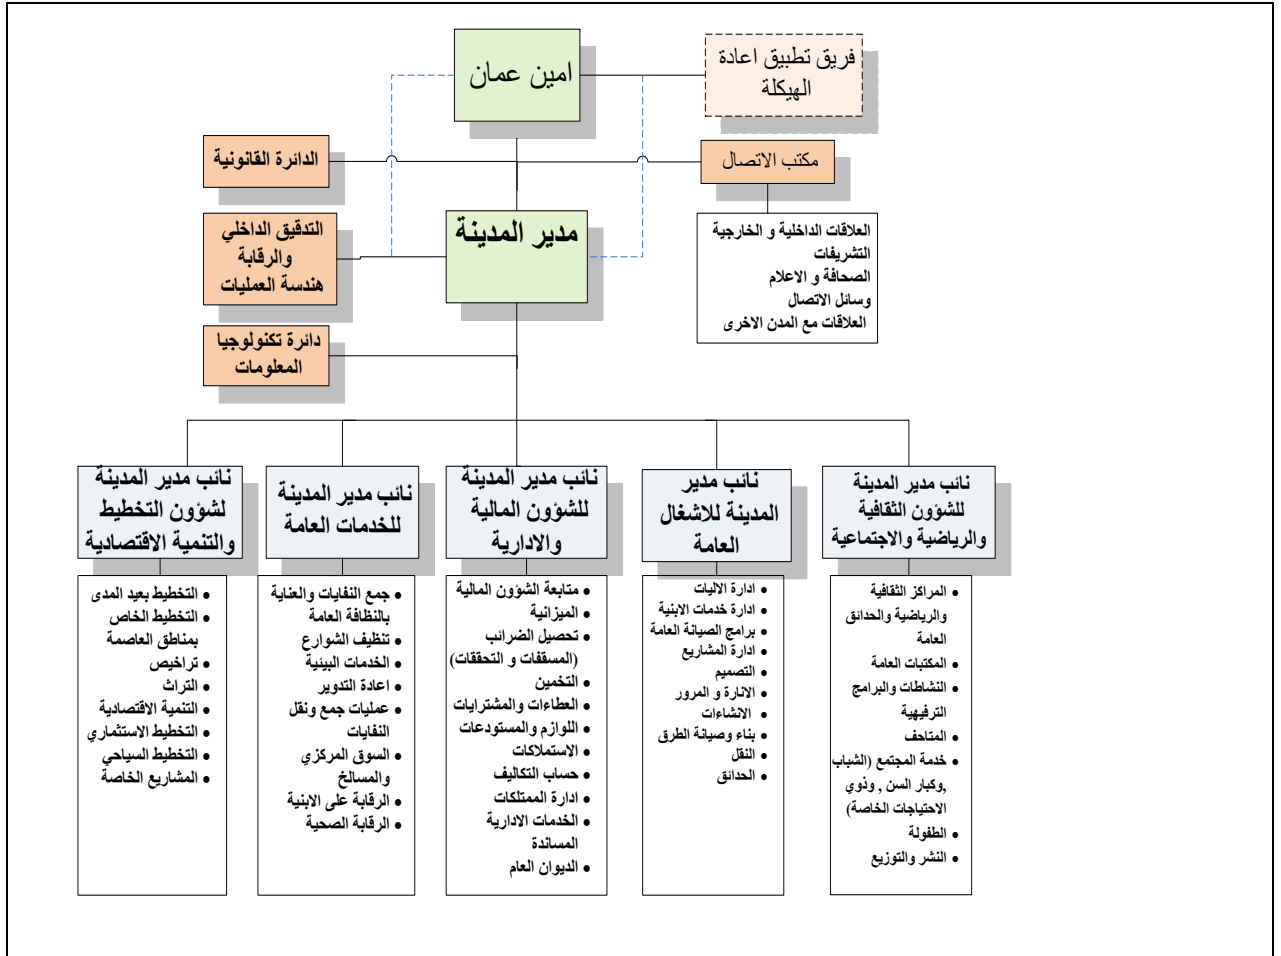 امين عمان
فريق تطبيق اعادة
الهيكلة
الدائرة القانونية
مكتب الاتصال
مدير المدينة
التدقيق الداخلي
والرقابة
هندسة العمليات
العلاقات الداخلية و الخارجية
التشريفات
الصحافة و الاعلام
وسائل الاتصال
العلاقات مع المدن الاخرى
دائرة تكنولوجيا
المعلومات
نائب مدير المدينة
للشؤون الثقافية
والرياضية والاجتماعية
• المراكز الثقافية
والرياضية والحدائق
العامة
• المكتبات العامة
• النشاطات والبرامج
الترفيهية
• المتاحف
• خدمة المجتمع (الشباب
,وكبار السن , وذوي
الاحتياجات الخاصة)
• الطفولة
• النشر والتوزيع
نائب مدير
المدينة للاشغال
العامة
• ادارة الاليات
• ادارة خدمات الابنية
• برامج الصيانة العامة
• ادارة المشاريع
• التصميم
• الانارة و المرور
• الانشاءات
• بناء وصيانة الطرق
• النقل
• الحدائق
نائب مدير المدينة
للشؤون المالية
والادارية
• متابعة الشؤون المالية
• الميزانية
• تحصيل الضرائب
(المسقفات و التحققات)
• التخمين
• العطاءات والمشترايات
• اللوازم والمستودعات
• الاستملاكات
• حساب التكاليف
• ادارة الممتلكات
• الخدمات الادارية
المساندة
• الديوان العام
نائب مدير المدينة
للخدمات العامة
• جمع النفايات والعناية
بالنظافة العامة
• تنظيف الشوارع
• الخدمات البيئية
• اعادة التدوير
• عمليات جمع ونقل
النفايات
• السوق المركزي
والمسالخ
• الرقابة على الابنية
• الرقابة الصحية
نائب مدير المدينة
لشؤون التخطيط
والتنمية الاقتصادية
• التخطيط بعيد المدى
• التخطيط الخاص
بمناطق العاصمة
• تراخيص
• التراث
• التنمية الاقتصادية
• التخطيط الاستثماري
• التخطيط السياحي
• المشاريع الخاصة